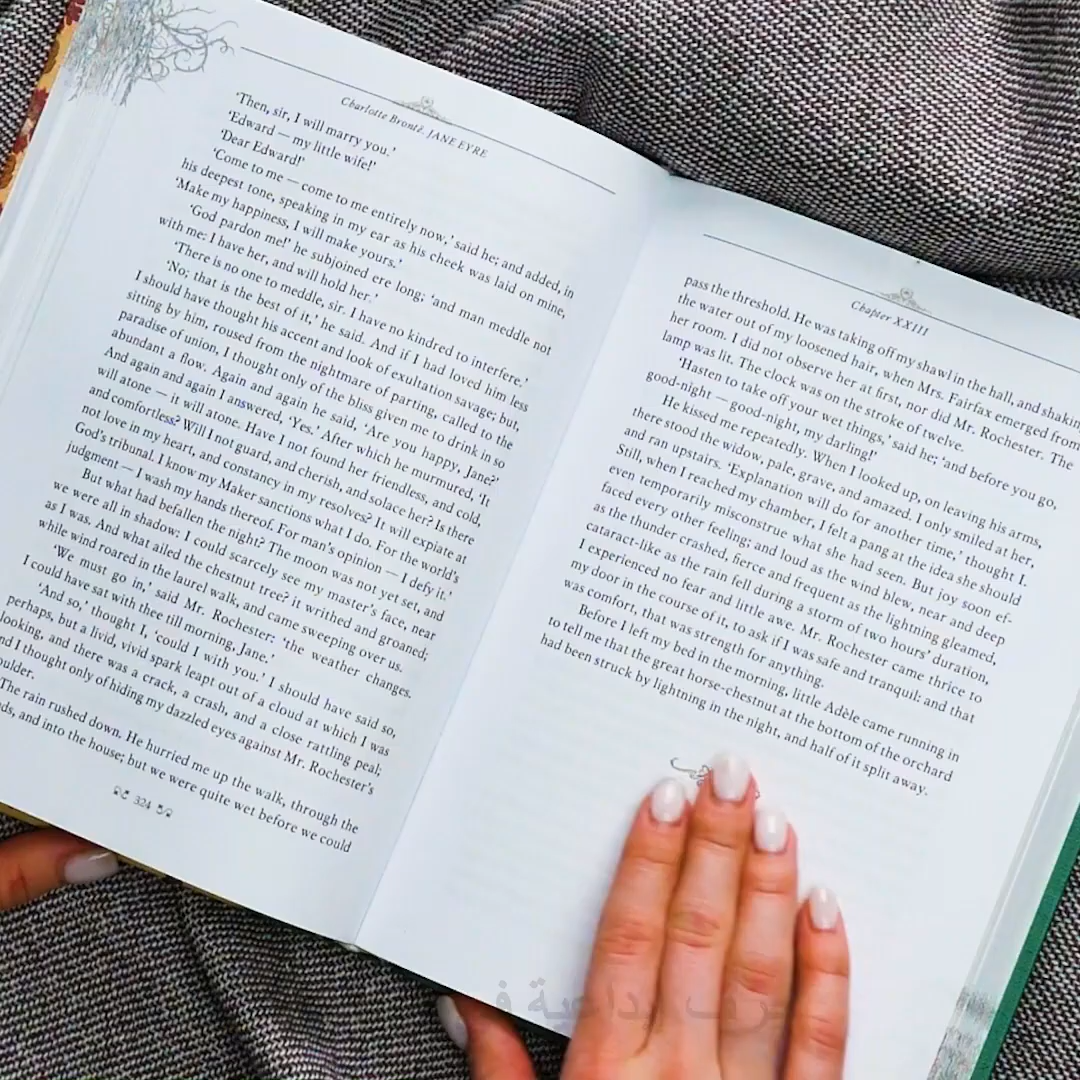 Charlotte Brontë. JANE EYRE
'Then, sir, I will marry you.'
'Edward — my little wife!'
'Dear Edward!'
'Come to me — come to me entirely now,' said he; and added, in
his deepest tone, speaking in my ear as his cheek was laid on mine,
'Make my happiness, I will make yours.'
'God pardon me!' he subjoined ere long; 'and man meddle not
with me: I have her, and will hold her.'
'There is no one to meddle, sir. I have no kindred to interfere.'
'No; that is the best of it,' he said. And if I had loved him less
I should have thought his accent and look of exultation savage; but,
sitting by him, roused from the nightmare of parting, called to the
paradise of union, I thought only of the bliss given me to drink in so
abundant a flow. Again and again he said, 'Are you happy, Jane?'
And again and again I answered, 'Yes.' After which he murmured, 'It
will atone — it will atone. Have I not found her friendless, and cold,
and comfortless? Will I not guard, and cherish, and solace her? Is there
not love in my heart, and constancy in my resolves? It will expiate at
God's tribunal. I know my Maker sanctions what I do. For the world's
judgment — I wash my hands thereof. For man's opinion — I defy it.'
But what had befallen the night? The moon was not yet set, and
we were all in shadow: I could scarcely see my master's face, near
as I was. And what ailed the chestnut tree? it writhed and groaned;
while wind roared in the laurel walk, and came sweeping over us.
'We must go in,' said Mr. Rochester: 'the weather changes.
I could have sat with thee till morning, Jane.'
'And so,' thought I, 'could I with you.' I should have said so,
perhaps, but a livid, vivid spark leapt out of a cloud at which I was
looking, and there was a crack, a crash, and a close rattling peal;
and I thought only of hiding my dazzled eyes against Mr. Rochester's
The rain rushed down. He hurried me up the walk, through the
and into the house; but we were quite wet before we could
324
Chapter XXIII
pass the threshold. He was taking off my shawl in the hall, and
the water out of my loosened hair, when Mrs. Fairfax emerged from
her room. I did not observe her at first, nor did Mr. Rochester. The
lamp was lit. The clock was on the stroke of twelve.
'Hasten to take off your wet things,' said he; 'and before you go,
good-night — good-night, my darling!'
He kissed me repeatedly. When I looked up, on leaving his arms,
there stood the widow, pale, grave, and amazed. I only smiled at her,
and ran upstairs. 'Explanation will do for another time,' thought I.
Still, when I reached my chamber, I felt a pang at the idea she should
even temporarily misconstrue what she had seen. But joy soon ef-
faced every other feeling; and loud as the wind blew, near and deep
as the thunder crashed, fierce and frequent as the lightning gleamed,
cataract-like as the rain fell during a storm of two hours' duration,
I experienced no fear and little awe. Mr. Rochester came thrice to
my door in the course of it, to ask if I was safe and tranquil: and that
was comfort, that was strength for anything.
Before I left my bed in the morning, little Adèle came running in
to tell me that the great horse-chestnut at the bottom of the orchard
had been struck by lightning in the night, and half of it split away.